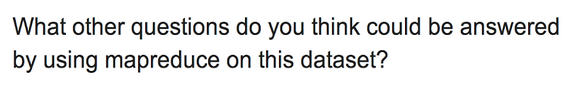 What other questions do you think could be answered
by using mapreduce on this dataset?